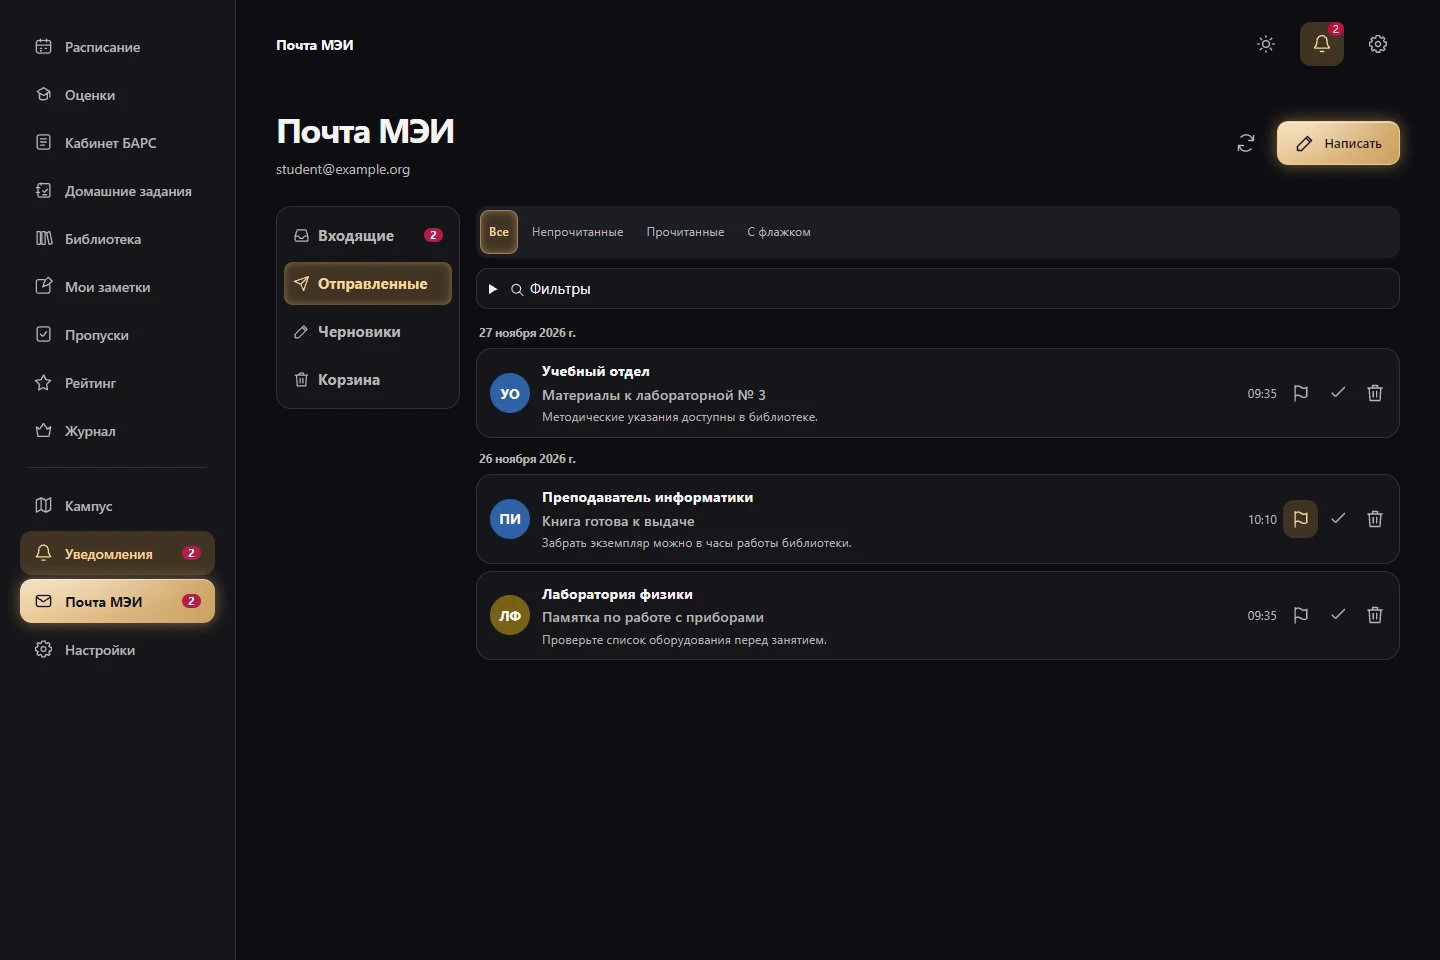 Расписание
Оценки
Кабинет БАРС
Домашние задания
Библиотека
Мои заметки
Пропуски
Рейтинг
Журнал
Кампус
Уведомления 2
Почта МЭИ 2
Настройки
Почта МЭИ
2
Почта МЭИ
student@example.org
Написать
Входящие 2
Отправленные
Черновики
Корзина
Все Непрочитанные Прочитанные С флажком
Фильтры
27 ноября 2026 г.
УО
Учебный отдел
Материалы к лабораторной № 3
Методические указания доступны в библиотеке.
09:35
26 ноября 2026 г.
ПИ
Преподаватель информатики
Книга готова к выдаче
Забрать экземпляр можно в часы работы библиотеки.
10:10
ЛФ
Лаборатория физики
Памятка по работе с приборами
Проверьте список оборудования перед занятием.
09:35